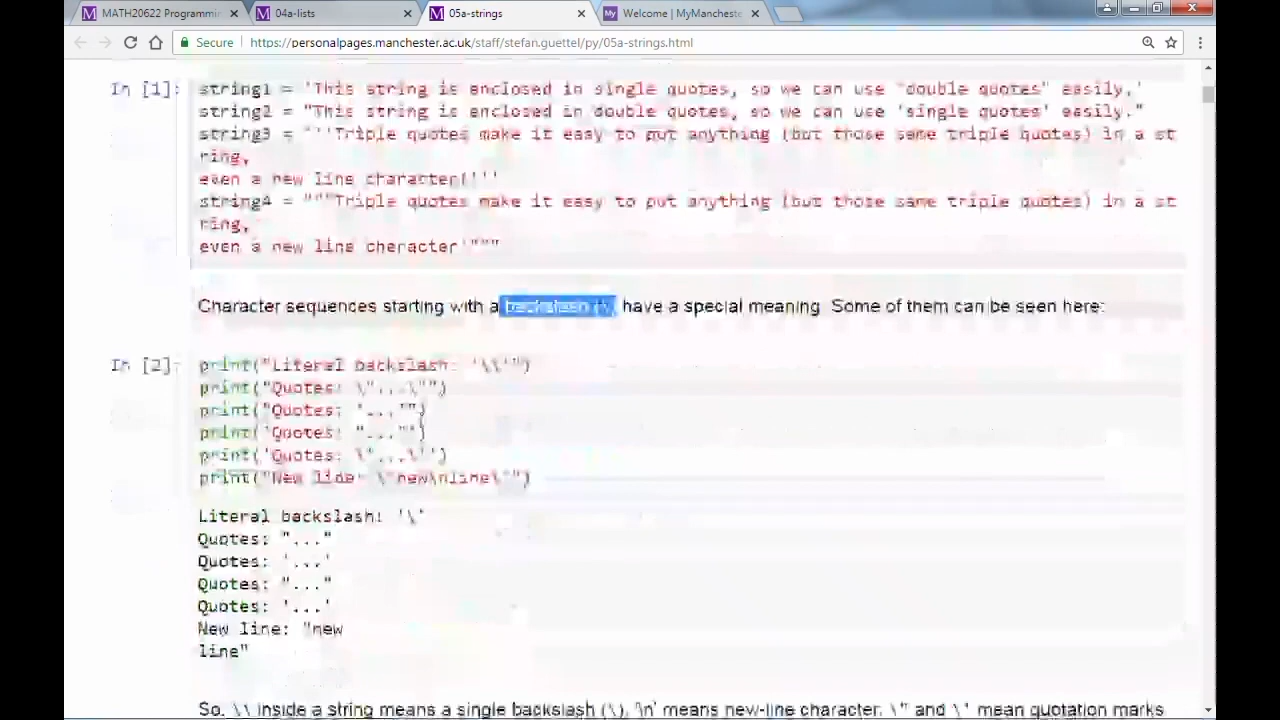 MATH20622 Programmin
04a-lists
05a-strings
Welcome | MyManchester
Secure | https://personalpages.manchester.ac.uk/staff/stefan.guettel/py/05a-strings.html
In [1]: string1 = 'This string is enclosed in single quotes, so we can use "double quotes" easily.'
string2 = "This string is enclosed in double quotes, so we can use 'single quotes' easily."
string3 = '''Triple quotes make it easy to put anything (but those same triple quotes) in a st
ring,
even a new line character!'''
string4 = """Triple quotes make it easy to put anything (but those same triple quotes) in a st
ring,
even a new line character!"""
Character sequences starting with a backslash (\) have a special meaning. Some of them can be seen here:
In [2]: print("Literal backslash: '\\'")
print("Quotes: \"...\"")
print("Quotes: '...'")
print('Quotes: "..."')
print('Quotes: \'...\'')
print("New line: \"new\nline\"")
Literal backslash: '\'
Quotes: "..."
Quotes: '...'
Quotes: "..."
Quotes: '...'
New line: "new
line"
So, \\ inside a string means a single backslash (\), '\n' means new-line character, \" and \' mean quotation marks